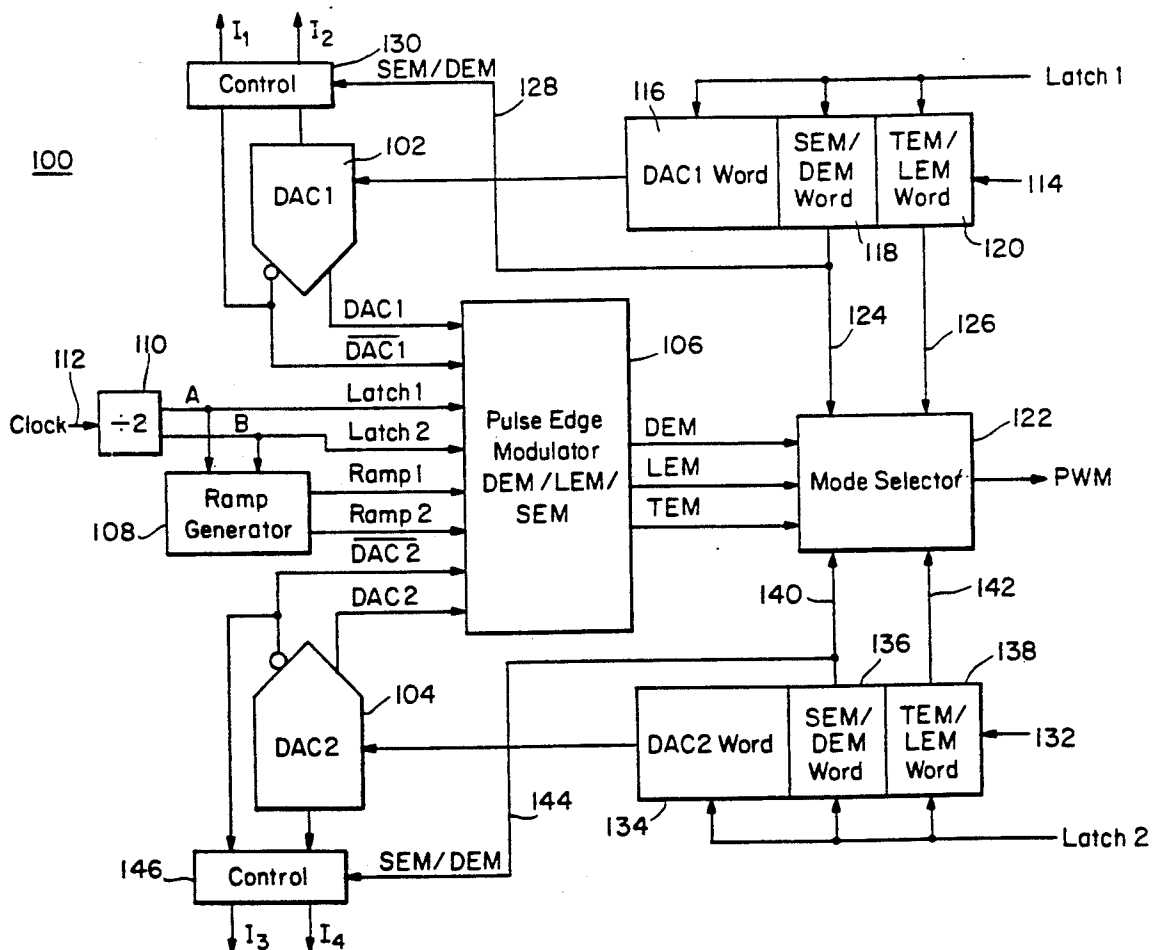 I1
I2
130
Control
SEM/DEM
128
Latch 1
116
100
102
DAC1
DAC1 Word
SEM/
DEM
Word
TEM/
LEM
Word
114
118
120
DAC1
DAC1
124
126
106
112
110
A
Latch 1
Clock
÷2
B
Latch 2
Pulse Edge
Modulator
DEM/LEM/
SEM
DEM
LEM
TEM
122
Mode Selector
PWM
Ramp
Generator
108
Ramp 1
Ramp 2
DAC2
DAC2
140
142
136
138
104
DAC2
DAC2 Word
SEM/
DEM
Word
TEM/
LEM
Word
132
134
144
Latch 2
146
Control
SEM/DEM
I3
I4